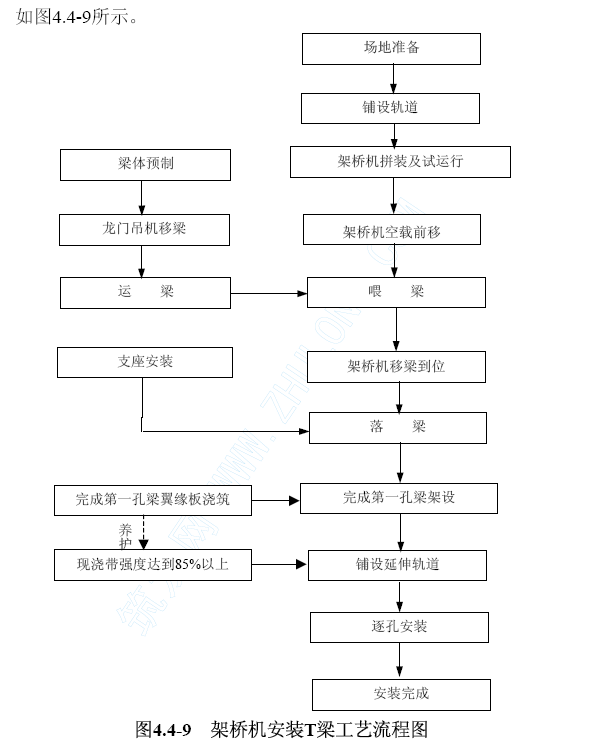 如图4.4-9所示。
场地准备
铺设轨道
梁体预制
架桥机拼装及试运行
龙门吊机移梁
架桥机空载前移
运 梁
喂 梁
支座安装
架桥机移梁到位
落 梁
完成第一孔梁翼缘板浇筑
完成第一孔梁架设
养
护
现浇带强度达到85%以上
铺设延伸轨道
逐孔安装
安装完成
图4.4-9 架桥机安装T梁工艺流程图